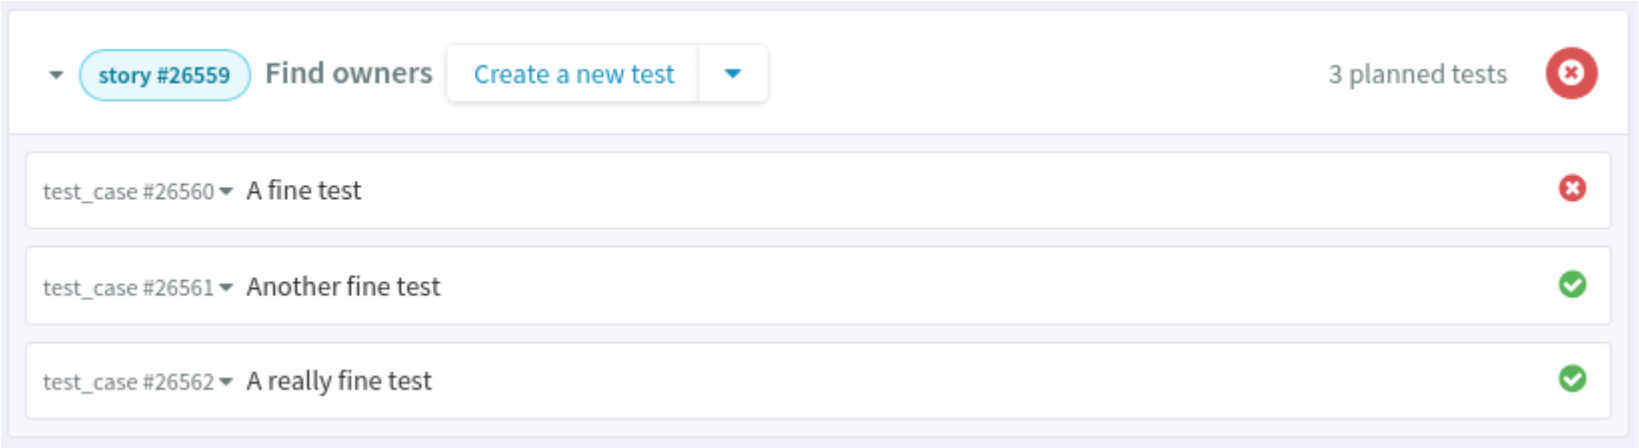 story #26559 Find owners Create a new test 3 planned tests
test_case #26560 A fine test
test_case #26561 Another fine test
test_case #26562 A really fine test